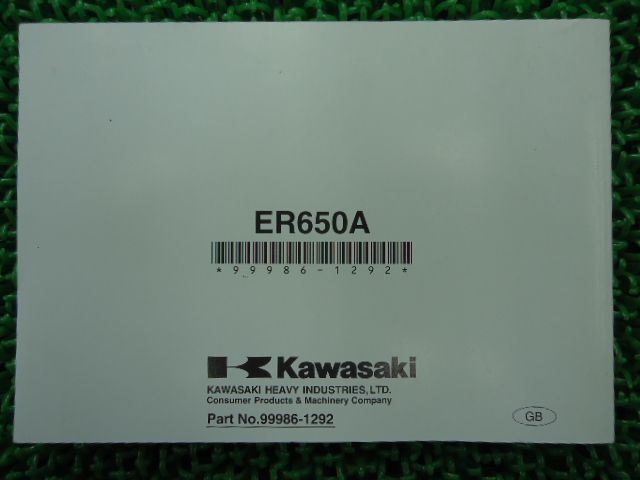 ER650A
*99986-1292*
Kawasaki
KAWASAKI HEAVY INDUSTRIES, LTD.
Consumer Products & Machinery Company
Part No.99986-1292
GB